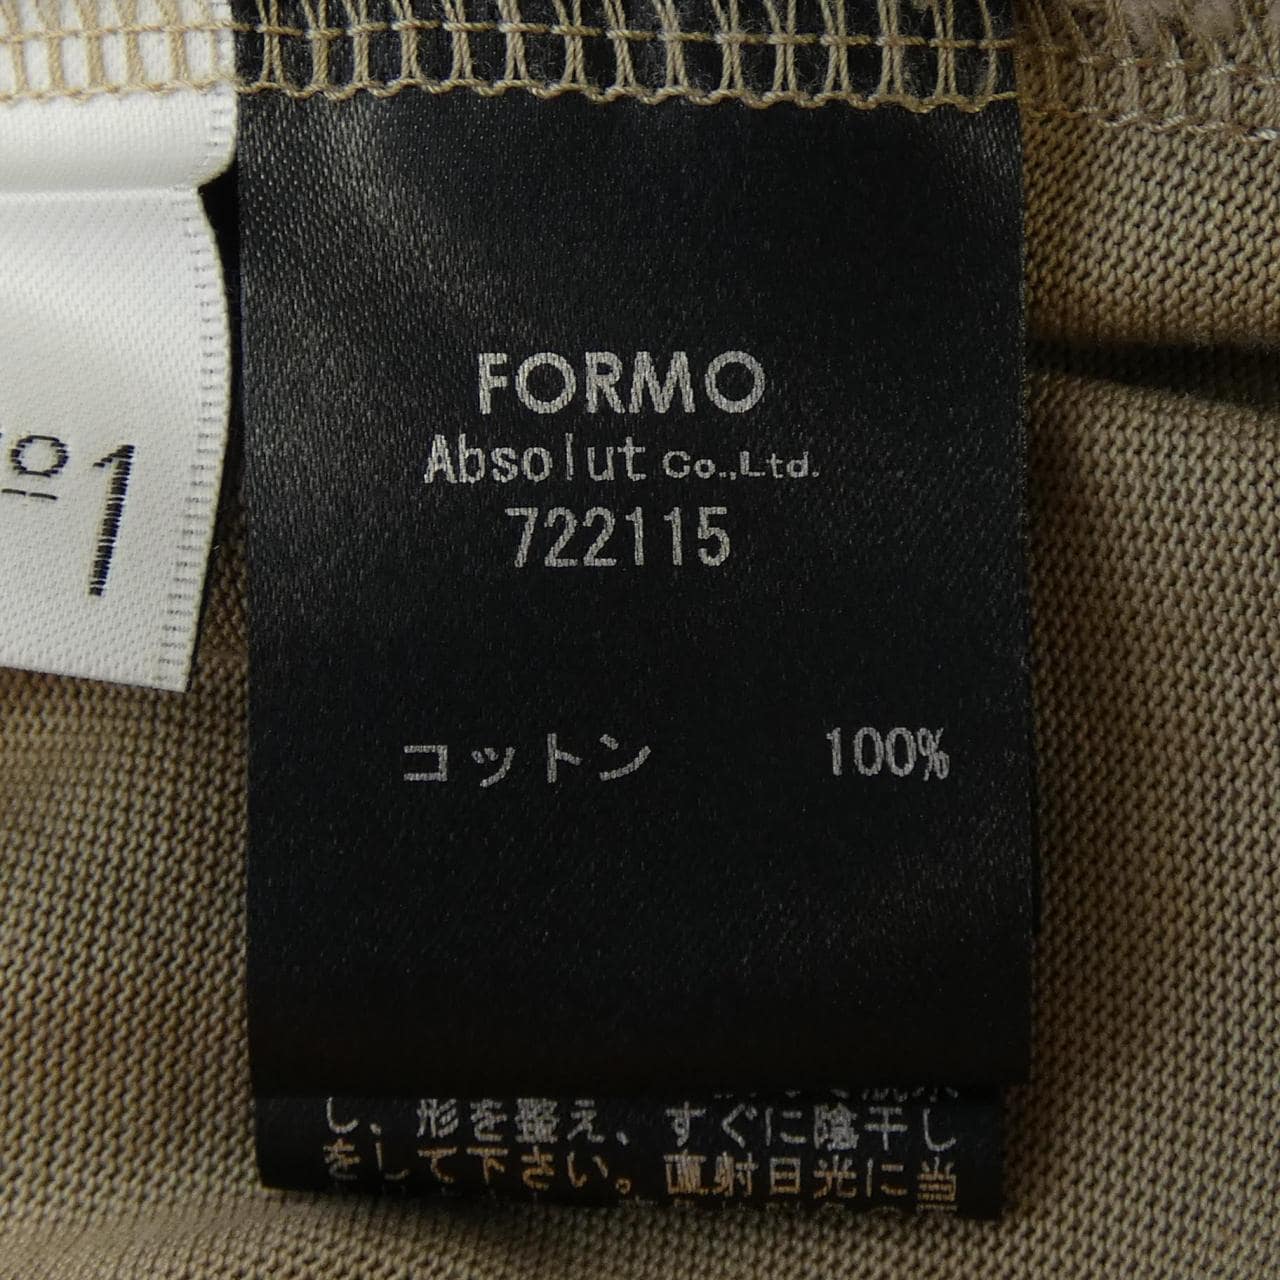 FORMO
Absolut Co.,Ltd.
722115
コットン 100%
し、形を整え、すぐに陰干し
をして下さい。直射日光に当
1